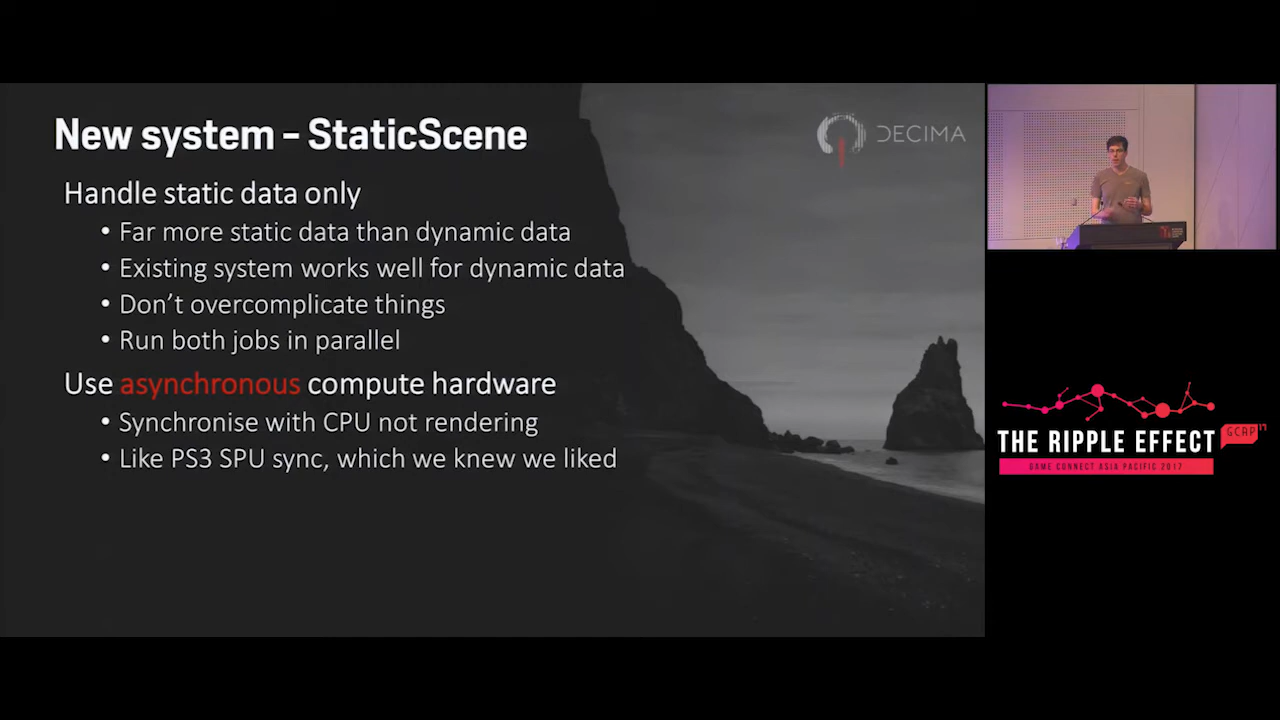 New system – StaticScene
DECIMA
Handle static data only
• Far more static data than dynamic data
• Existing system works well for dynamic data
• Don't overcomplicate things
• Run both jobs in parallel
Use asynchronous compute hardware
• Synchronise with CPU not rendering
• Like PS3 SPU sync, which we knew we liked
THE RIPPLE EFFECT
GCAP17
GAME CONNECT ASIA PACIFIC 2017